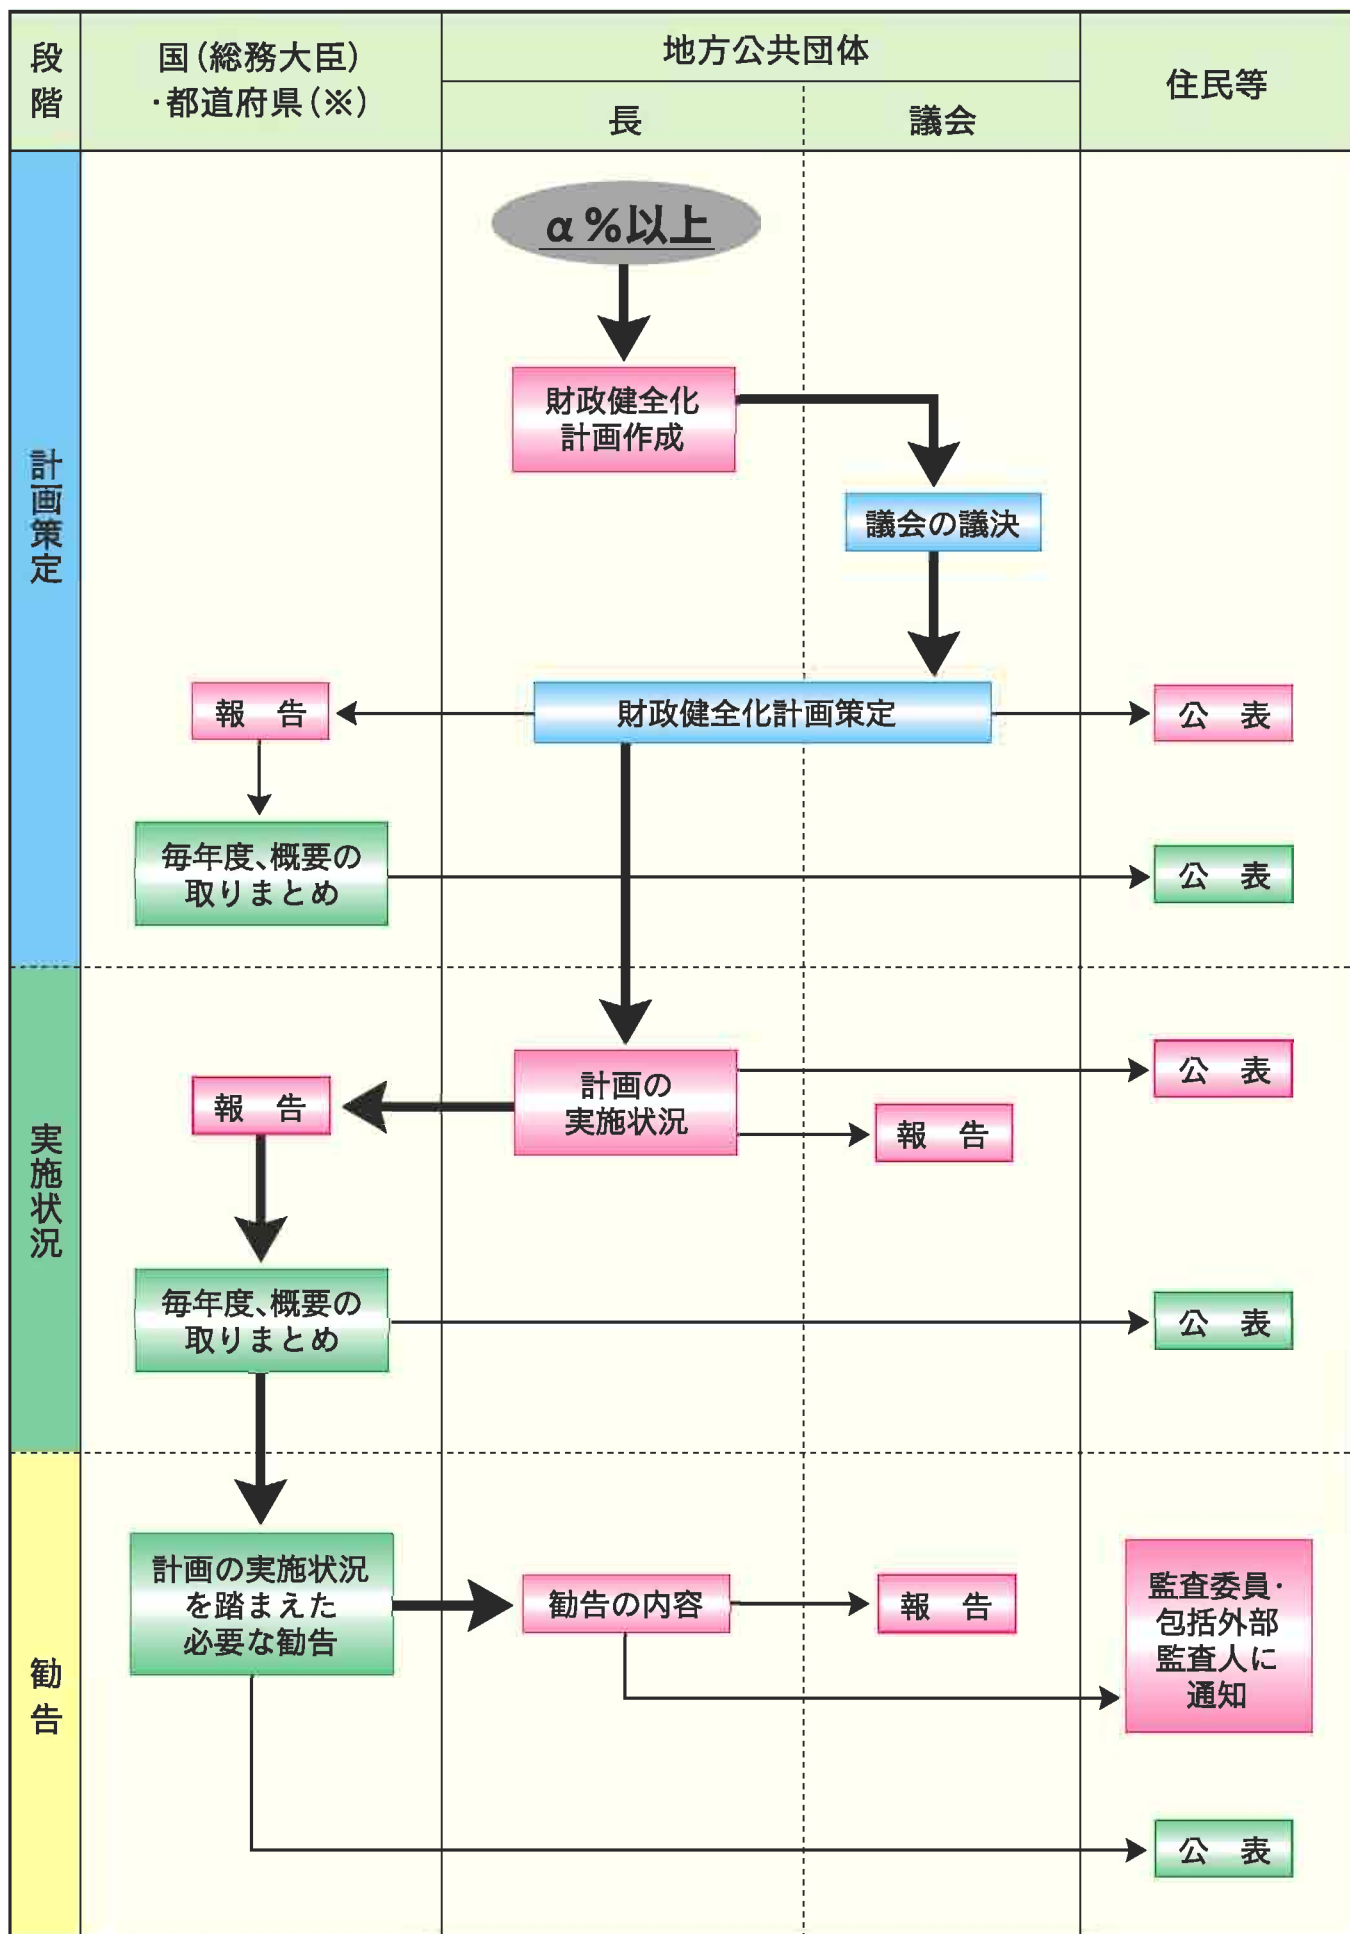 段
階
国(総務大臣)
・都道府県(※)
地方公共団体
長
議会
住民等
計画策定
α%以上
財政健全化
計画作成
議会の議決
報 告
財政健全化計画策定
公 表
毎年度、概要の
取りまとめ
公 表
実施状況
計画の
実施状況
公 表
報 告
報 告
毎年度、概要の
取りまとめ
公 表
勧告
計画の実施状況
を踏まえた
必要な勧告
勧告の内容
報 告
監査委員・
包括外部
監査人に
通知
公 表